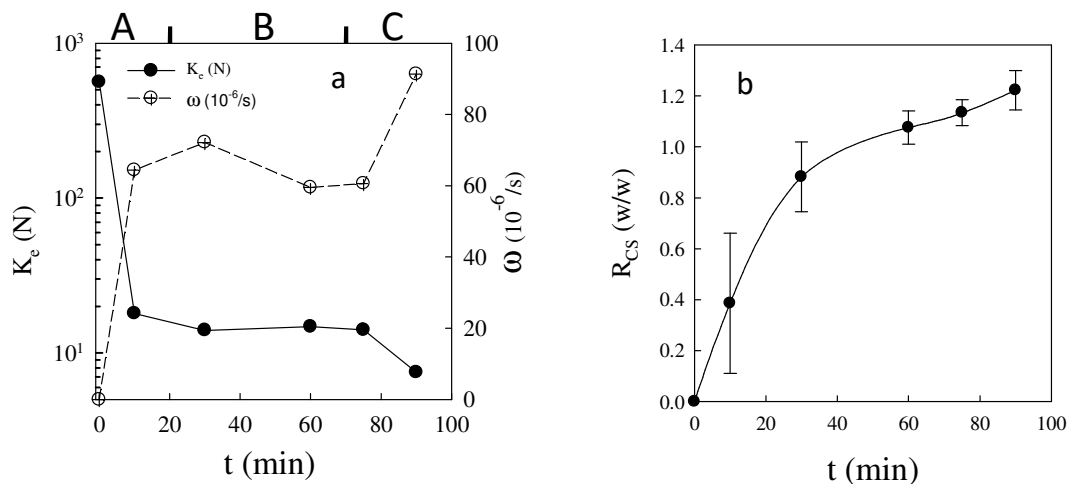 A B C
10³
10²
10¹
Kₑ (N)
Kₑ (N)
ω (10⁻⁶/s)
a
100
80
60
40
20
0
ω (10⁻⁶/s)
0 20 40 60 80 100
t (min)
1.4
1.2
1.0
0.8
0.6
0.4
0.2
0.0
R_CS (w/w)
b
0 20 40 60 80 100
t (min)